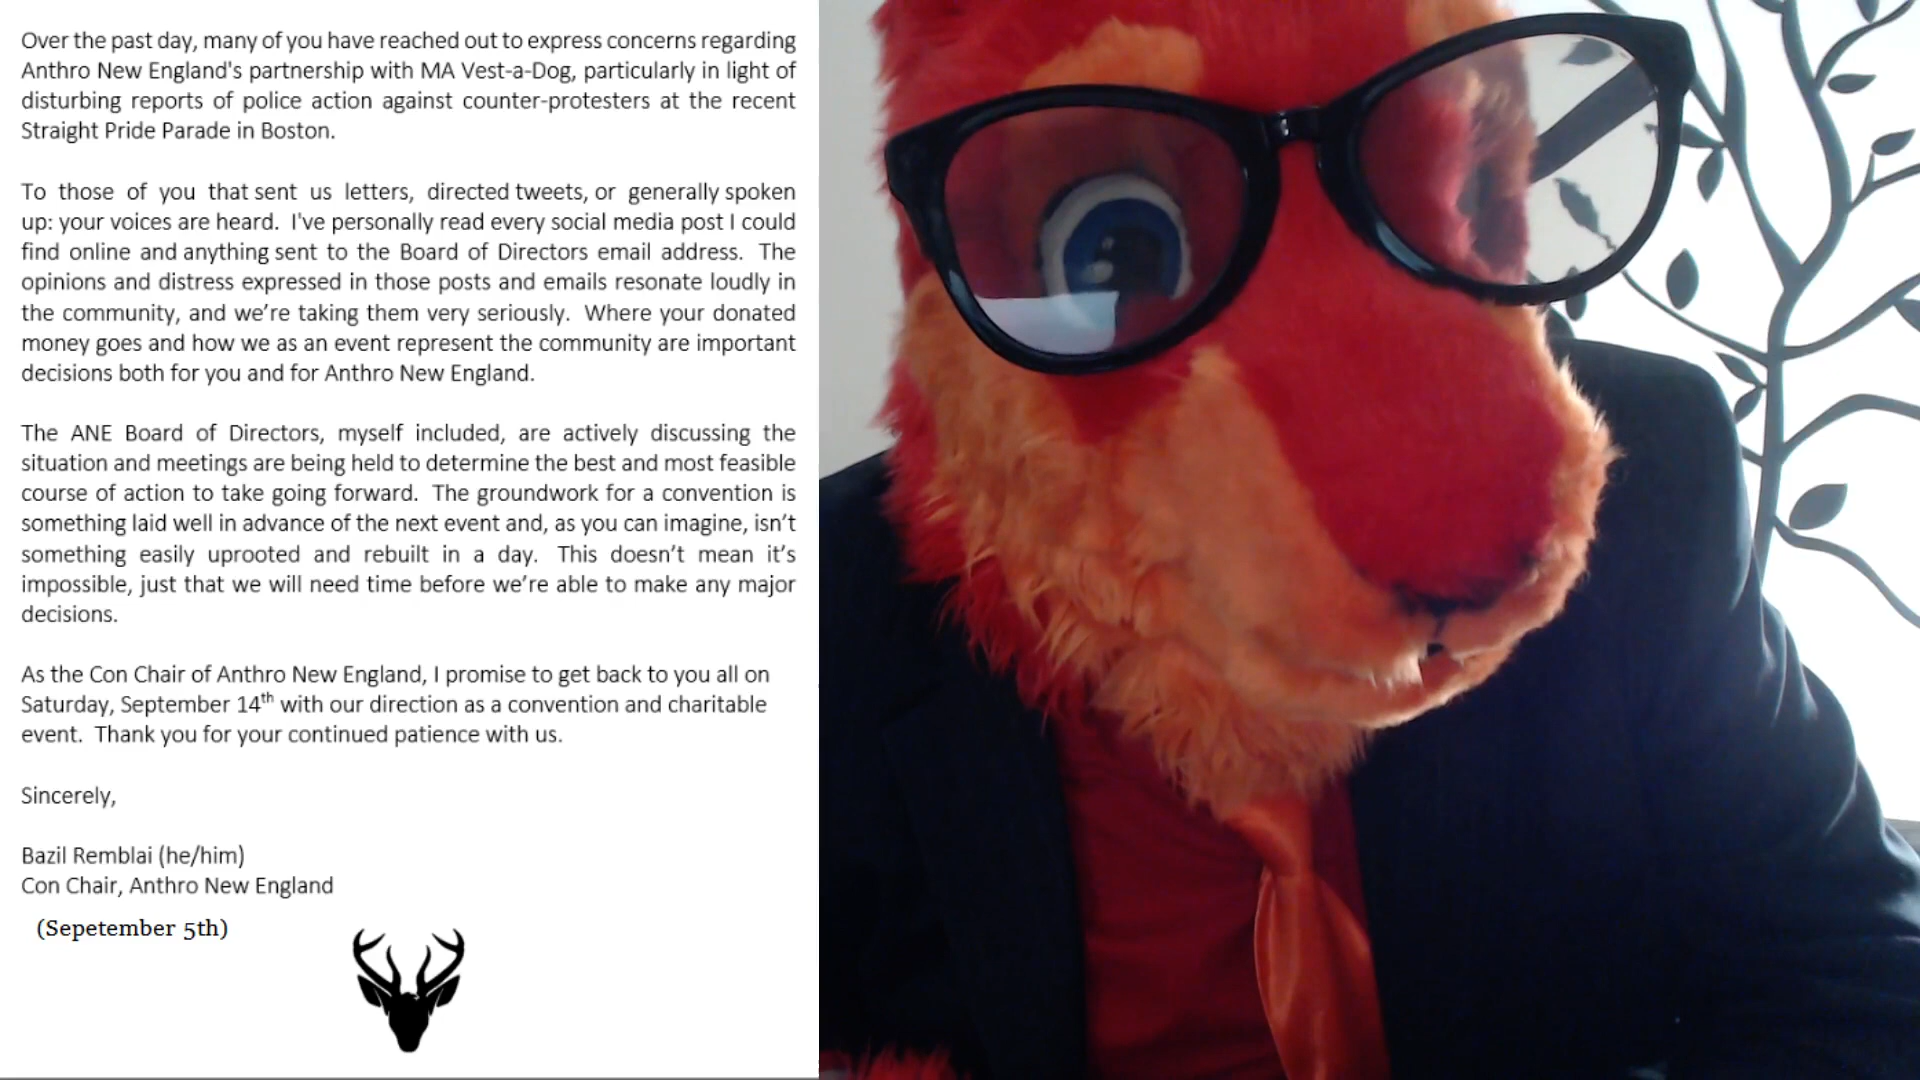 Over the past day, many of you have reached out to express concerns regarding
Anthro New England's partnership with MA Vest-a-Dog, particularly in light of
disturbing reports of police action against counter-protesters at the recent
Straight Pride Parade in Boston.
To those of you that sent us letters, directed tweets, or generally spoken
up: your voices are heard. I've personally read every social media post I could
find online and anything sent to the Board of Directors email address. The
opinions and distress expressed in those posts and emails resonate loudly in
the community, and we’re taking them very seriously. Where your donated
money goes and how we as an event represent the community are important
decisions both for you and for Anthro New England.
The ANE Board of Directors, myself included, are actively discussing the
situation and meetings are being held to determine the best and most feasible
course of action to take going forward. The groundwork for a convention is
something laid well in advance of the next event and, as you can imagine, isn’t
something easily uprooted and rebuilt in a day. This doesn’t mean it’s
impossible, just that we will need time before we’re able to make any major
decisions.
As the Con Chair of Anthro New England, I promise to get back to you all on
Saturday, September 14th with our direction as a convention and charitable
event. Thank you for your continued patience with us.
Sincerely,
Bazil Remblai (he/him)
Con Chair, Anthro New England
(Sepetember 5th)